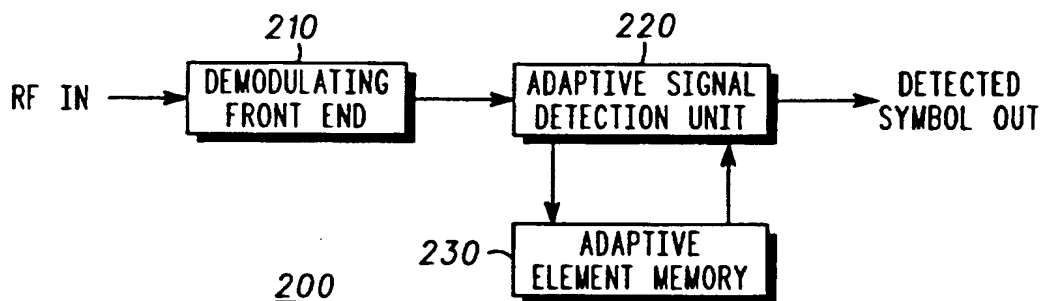 210
220
RF IN
DEMODULATING
FRONT END
ADAPTIVE SIGNAL
DETECTION UNIT
DETECTED
SYMBOL OUT
230
ADAPTIVE
ELEMENT MEMORY
200